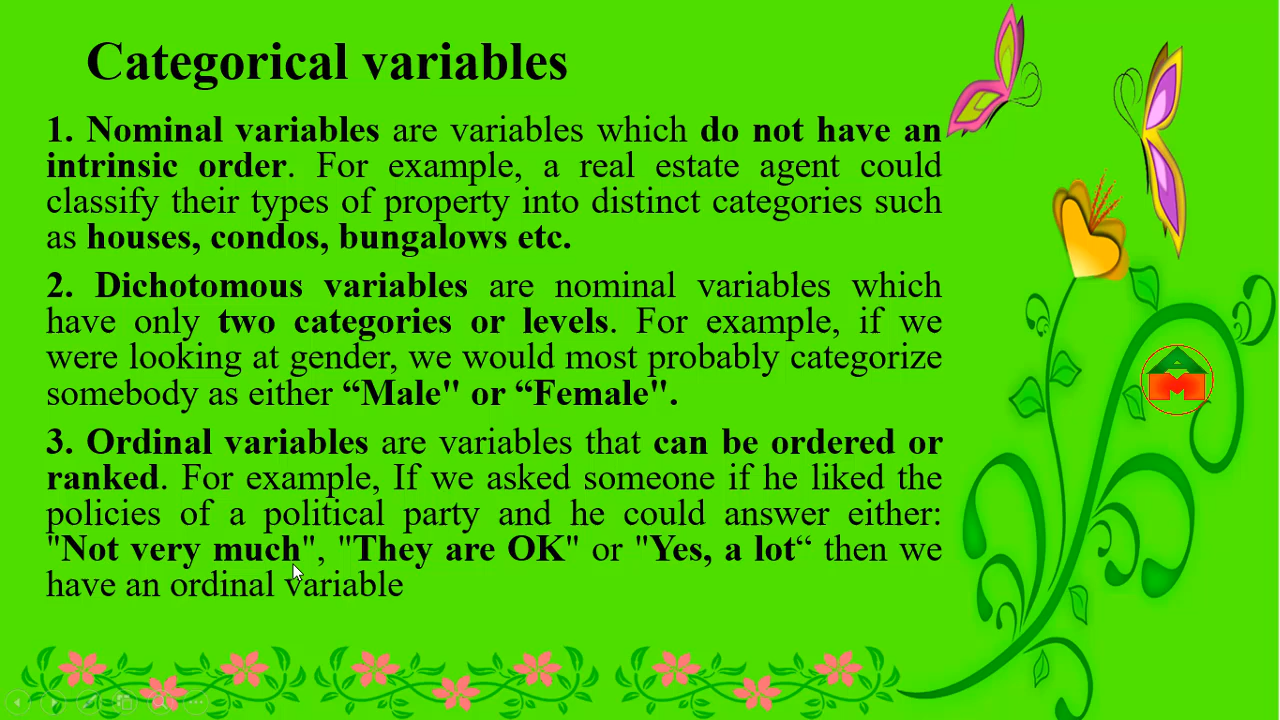 Categorical variables
1. Nominal variables are variables which do not have an
intrinsic order. For example, a real estate agent could
classify their types of property into distinct categories such
as houses, condos, bungalows etc.
2. Dichotomous variables are nominal variables which
have only two categories or levels. For example, if we
were looking at gender, we would most probably categorize
somebody as either “Male" or “Female".
3. Ordinal variables are variables that can be ordered or
ranked. For example, If we asked someone if he liked the
policies of a political party and he could answer either:
"Not very much", "They are OK" or "Yes, a lot“ then we
have an ordinal variable